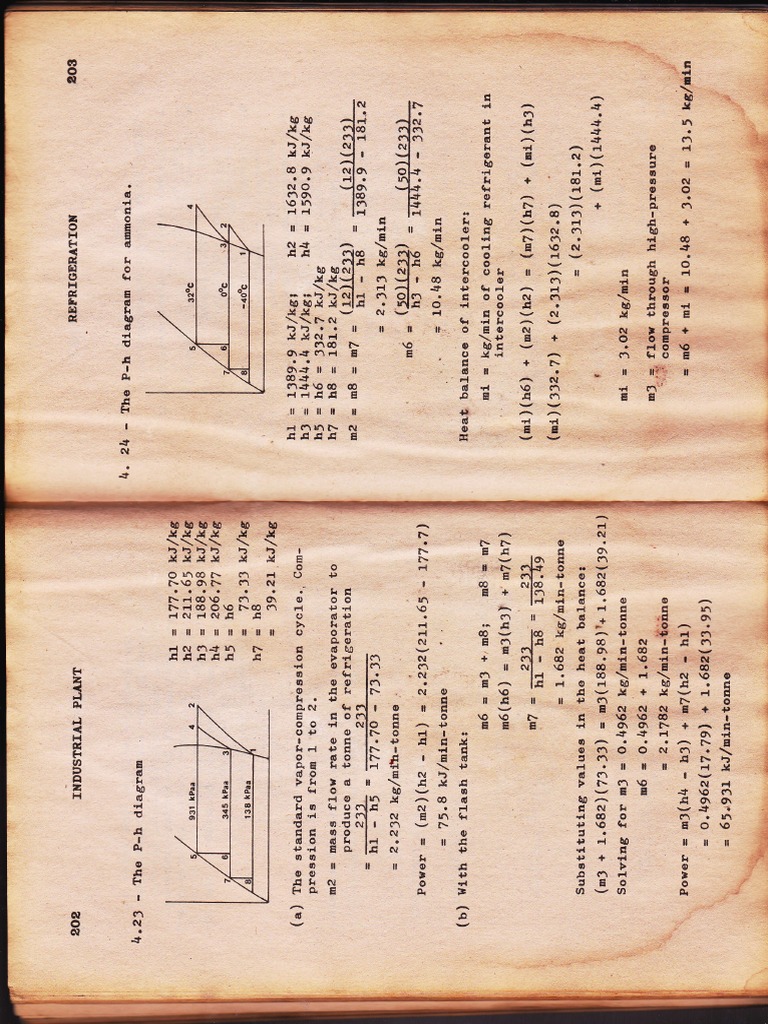 202
INDUSTRIAL PLANT
4.23 - The P-h diagram
931 kPaa
345 kPaa
138 kPaa
5
4
2
6
3
7
8
1
h1 = 177.70 kJ/kg
h2 = 211.65 kJ/kg
h3 = 188.98 kJ/kg
h4 = 206.77 kJ/kg
h5 = h6
= 73.33 kJ/kg
h7 = h8
= 39.21 kJ/kg
(a) The standard vapor-compression cycle. Com-
pression is from 1 to 2.
m2 = mass flow rate in the evaporator to
produce a tonne of refrigeration
= 233 / h1 - h5 = 233 / 177.70 - 73.33
= 2.232 kg/min-tonne
Power = (m2)(h2 - h1) = 2.232(211.65 - 177.7)
= 75.8 kJ/min-tonne
(b) With the flash tank:
m6 = m3 + m8; m8 = m7
m6(h6) = m3(h3) + m7(h7)
m7 = 233 / h1 - h8 = 233 / 138.49
= 1.682 kg/min-tonne
Substituting values in the heat balance:
(m3 + 1.682)(73.33) = m3(188.98) + 1.682(39.21)
Solving for m3 = 0.4962 kg/min-tonne
m6 = 0.4962 + 1.682
= 2.1782 kg/min-tonne
Power = m3(h4 - h3) + m7(h2 - h1)
= 0.4962(17.79) + 1.682(33.95)
= 65.931 kJ/min-tonne
REFRIGERATION
203
4. 24 - The P-h diagram for ammonia.
32°C
0°C
-40°C
5
4
6
3
2
7
8
1
h1 = 1389.9 kJ/kg; h2 = 1632.8 kJ/kg
h3 = 1444.4 kJ/kg; h4 = 1590.9 kJ/kg
h5 = h6 = 332.7 kJ/kg
h7 = h8 = 181.2 kJ/kg
m2 = m8 = m7 = (12)(233) / h1 - h8 = (12)(233) / 1389.9 - 181.2
= 2.313 kg/min
m6 = (50)(233) / h3 - h6 = (50)(233) / 1444.4 - 332.7
= 10.48 kg/min
Heat balance of intercooler:
mi = kg/min of cooling refrigerant in
intercooler
(mi)(h6) + (m2)(h2) = (m7)(h7) + (mi)(h3)
(mi)(332.7) + (2.313)(1632.8)
= (2.313)(181.2)
+ (mi)(1444.4)
mi = 3.02 kg/min
m3 = flow through high-pressure
compressor
= m6 + mi = 10.48 + 3.02 = 13.5 kg/min